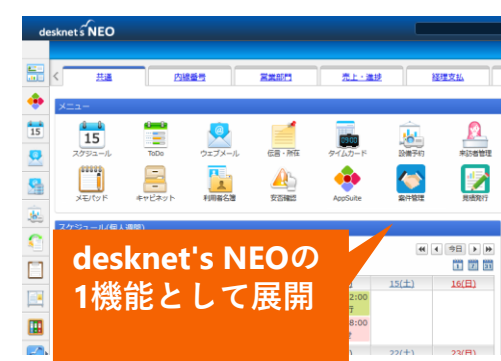 desknet's NEO
共通 内線番号 営業部門 売上・進捗 経理支払
メニュー
15
スケジュール ToDo ウェブメール 伝言・所在 タイムカード 設備予約 来訪者管理
メモパッド キャビネット 利用者名簿 安否確認 AppSuite 案件管理 見積発行
スケジュール(個人週間)
今日
desknet's NEOの
1機能として展開
15(土) 16(日)
2:00
8:00
22(土) 23(日)